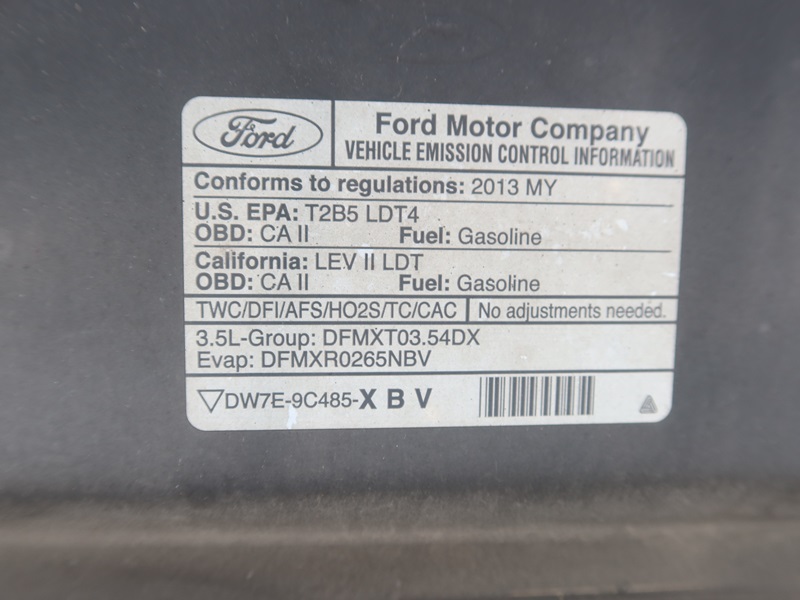 Ford
Ford Motor Company
VEHICLE EMISSION CONTROL INFORMATION
Conforms to regulations: 2013 MY
U.S. EPA: T2B5 LDT4
OBD: CA II Fuel: Gasoline
California: LEV II LDT
OBD: CA II Fuel: Gasoline
TWC/DFI/AFS/HO2S/TC/CAC No adjustments needed.
3.5L-Group: DFMXT03.54DX
Evap: DFMXR0265NBV
DW7E-9C485-X B V